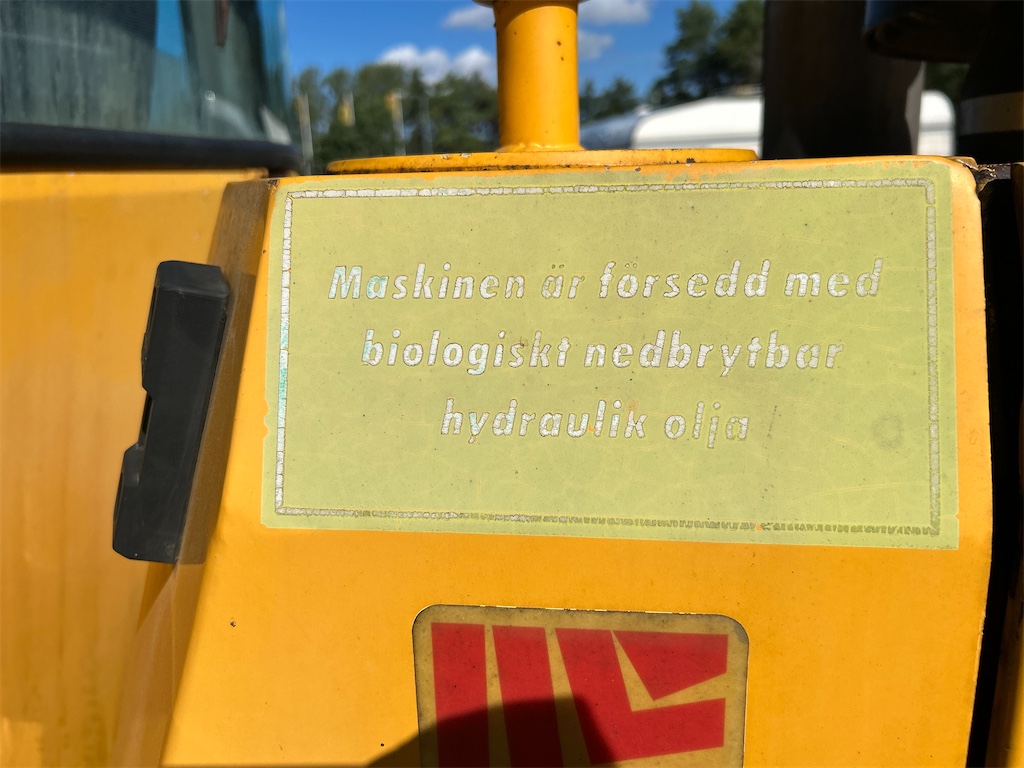 Maskinen är försedd med
biologiskt nedbrytbar
hydraulik olja